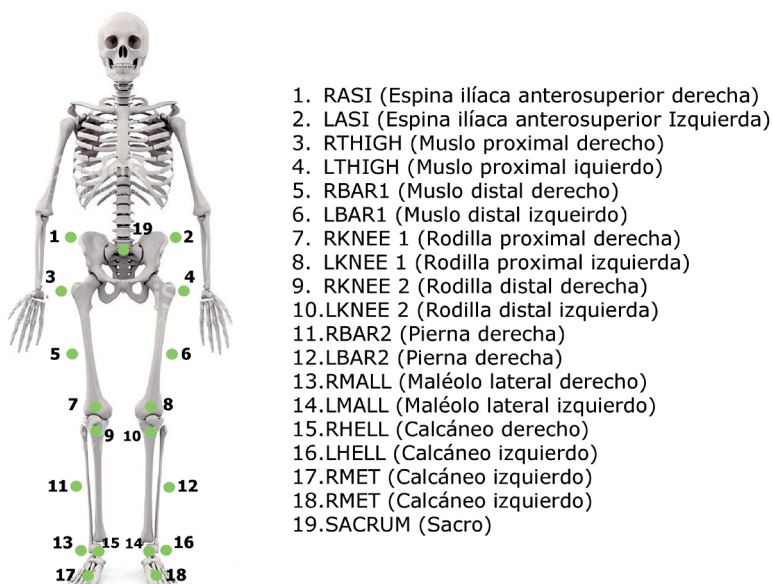 1. RASI (Espina ilíaca anterosuperior derecha)
2. LASI (Espina ilíaca anterosuperior Izquierda)
3. RTHIGH (Muslo proximal derecho)
4. LTHIGH (Muslo proximal iquierdo)
5. RBAR1 (Muslo distal derecho)
6. LBAR1 (Muslo distal izqueirdo)
7. RKNEE 1 (Rodilla proximal derecha)
8. LKNEE 1 (Rodilla proximal izquierda)
9. RKNEE 2 (Rodilla distal derecha)
10.LKNEE 2 (Rodilla distal izquierda)
11.RBAR2 (Pierna derecha)
12.LBAR2 (Pierna derecha)
13.RMALL (Maléolo lateral derecho)
14.LMALL (Maléolo lateral izquierdo)
15.RHELL (Calcáneo derecho)
16.LHELL (Calcáneo izquierdo)
17.RMET (Calcáneo izquierdo)
18.RMET (Calcáneo izquierdo)
19.SACRUM (Sacro)
1 19 2
3 4
5 6
7 8
9 10
11 12
13 15 14 16
17 18